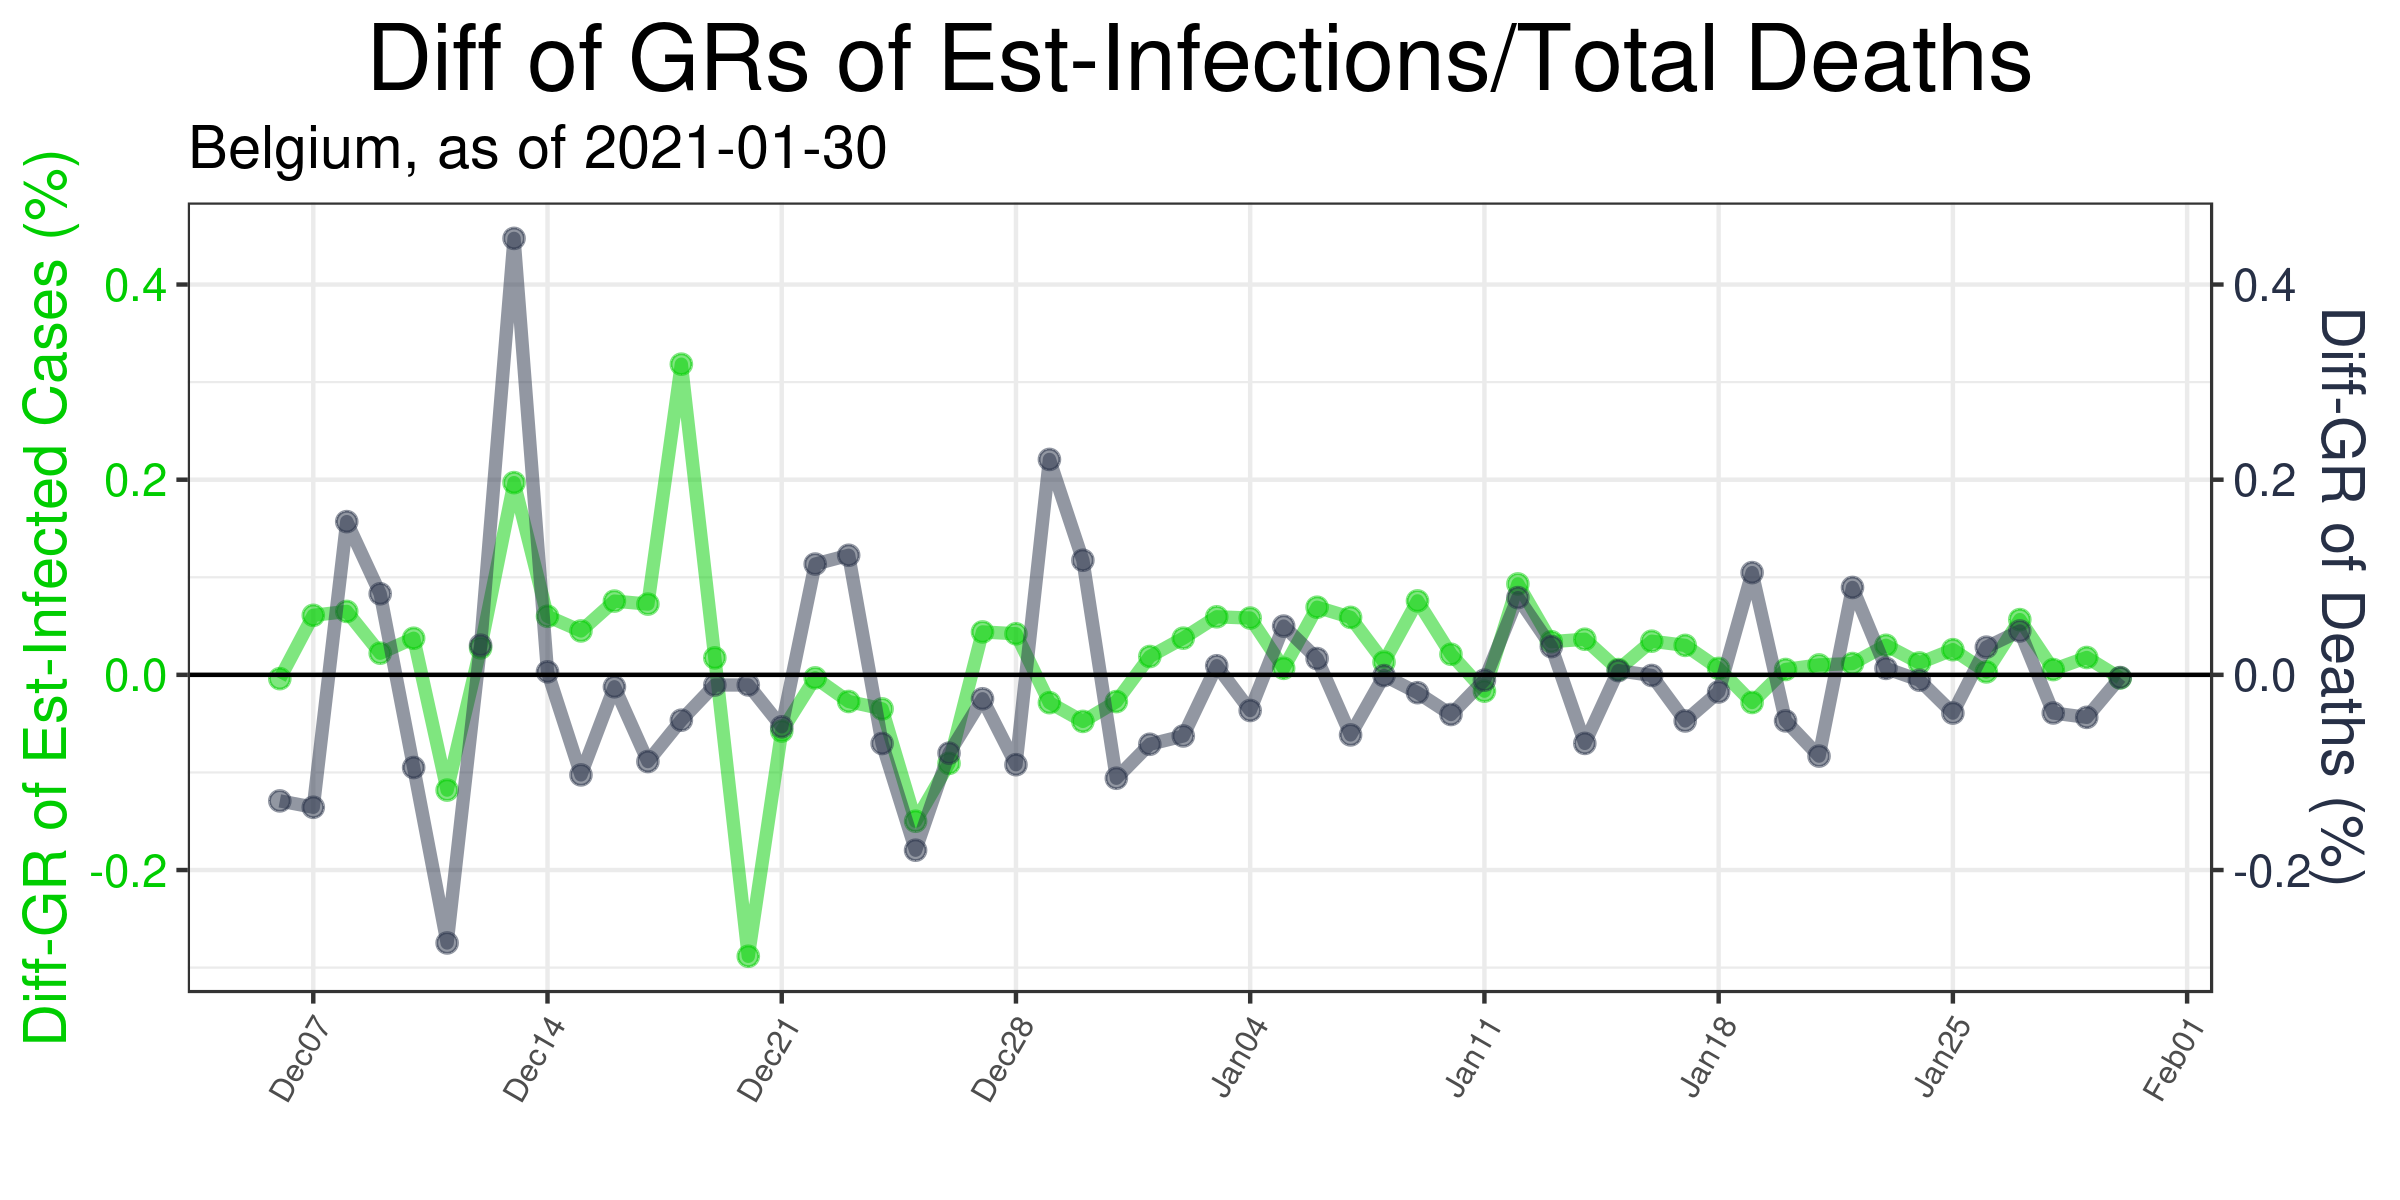 Diff of GRs of Est-Infections/Total Deaths
Belgium, as of 2021-01-30
Diff-GR of Est-Infected Cases (%)
0.4
0.2
0.0
-0.2
0.4
0.2
0.0
-0.2
Diff-GR of Deaths (%)
Dec07
Dec14
Dec21
Dec28
Jan04
Jan11
Jan18
Jan25
Feb01